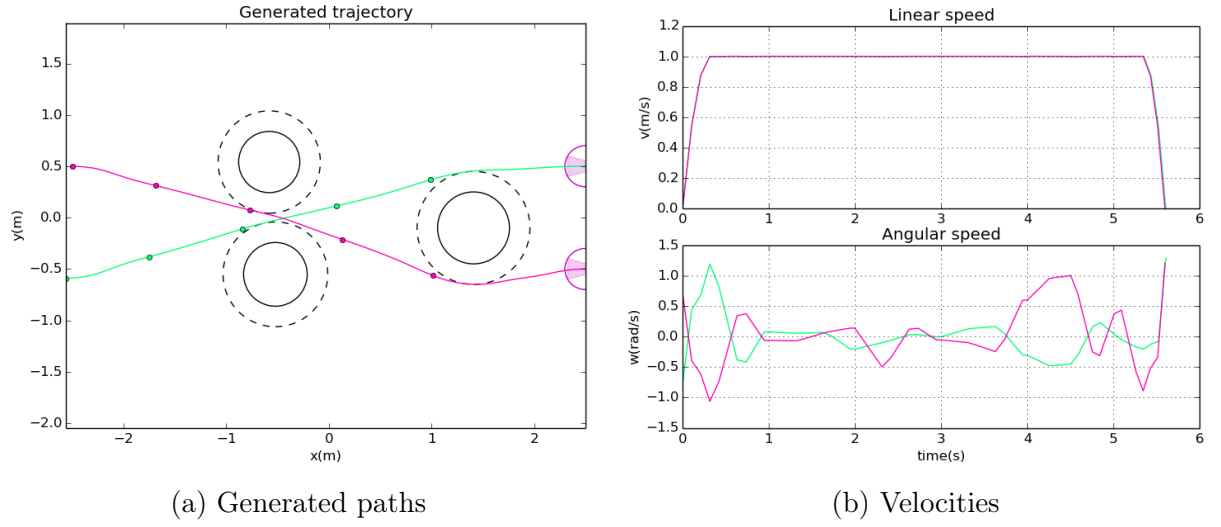 Generated trajectory
1.5
1.0
0.5
0.0
−0.5
−1.0
−1.5
−2.0
y(m)
−2 −1 0 1 2
x(m)
(a) Generated paths
Linear speed
1.2
1.0
0.8
0.6
0.4
0.2
0.0
v(m/s)
0 1 2 3 4 5 6
Angular speed
1.5
1.0
0.5
0.0
−0.5
−1.0
−1.5
w(rad/s)
0 1 2 3 4 5 6
time(s)
(b) Velocities